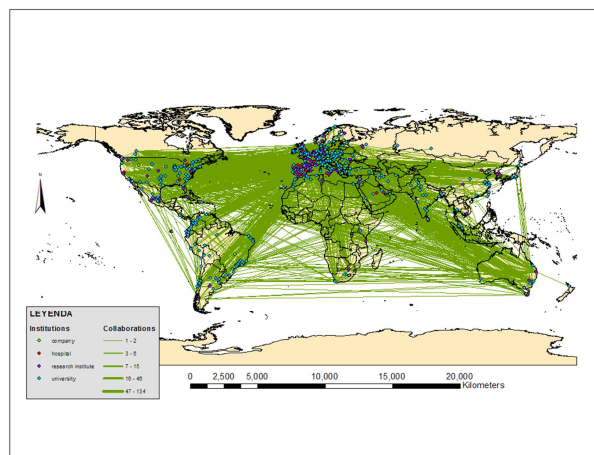 LEYENDA
Institutions
company
hospital
research institute
university
Collaborations
1 - 2
3 - 6
7 - 15
16 - 46
47 - 134
0 2,500 5,000 10,000 15,000 20,000
Kilometers